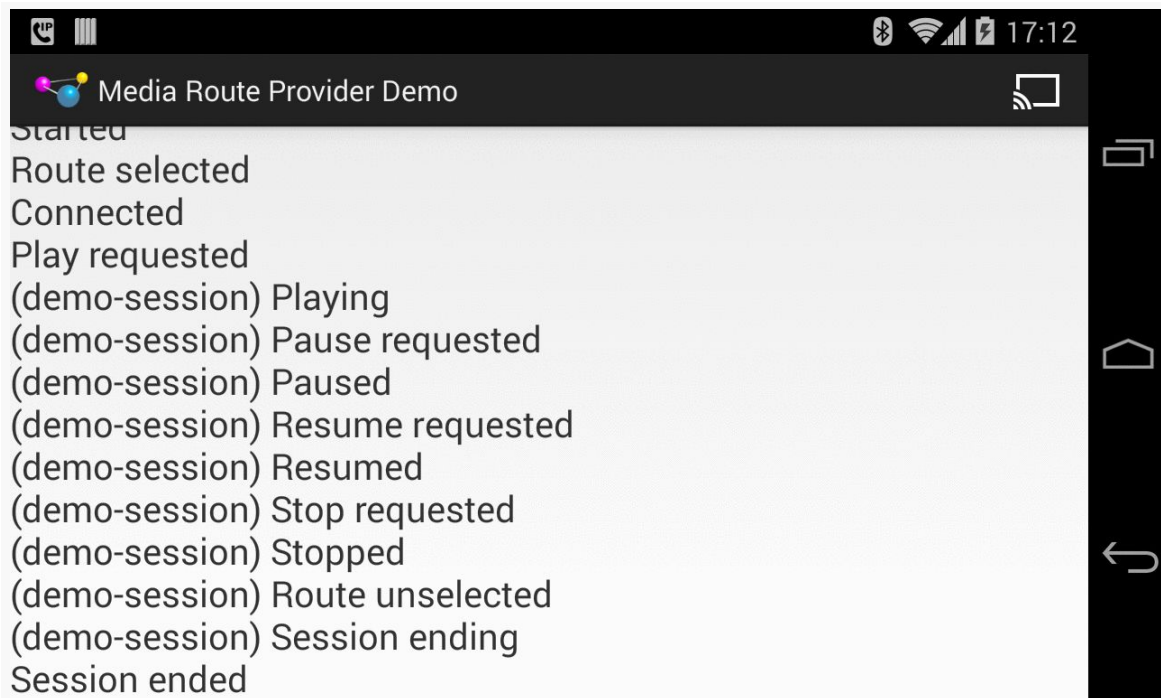 IP
17:12
Media Route Provider Demo
Started
Route selected
Connected
Play requested
(demo-session) Playing
(demo-session) Pause requested
(demo-session) Paused
(demo-session) Resume requested
(demo-session) Resumed
(demo-session) Stop requested
(demo-session) Stopped
(demo-session) Route unselected
(demo-session) Session ending
Session ended